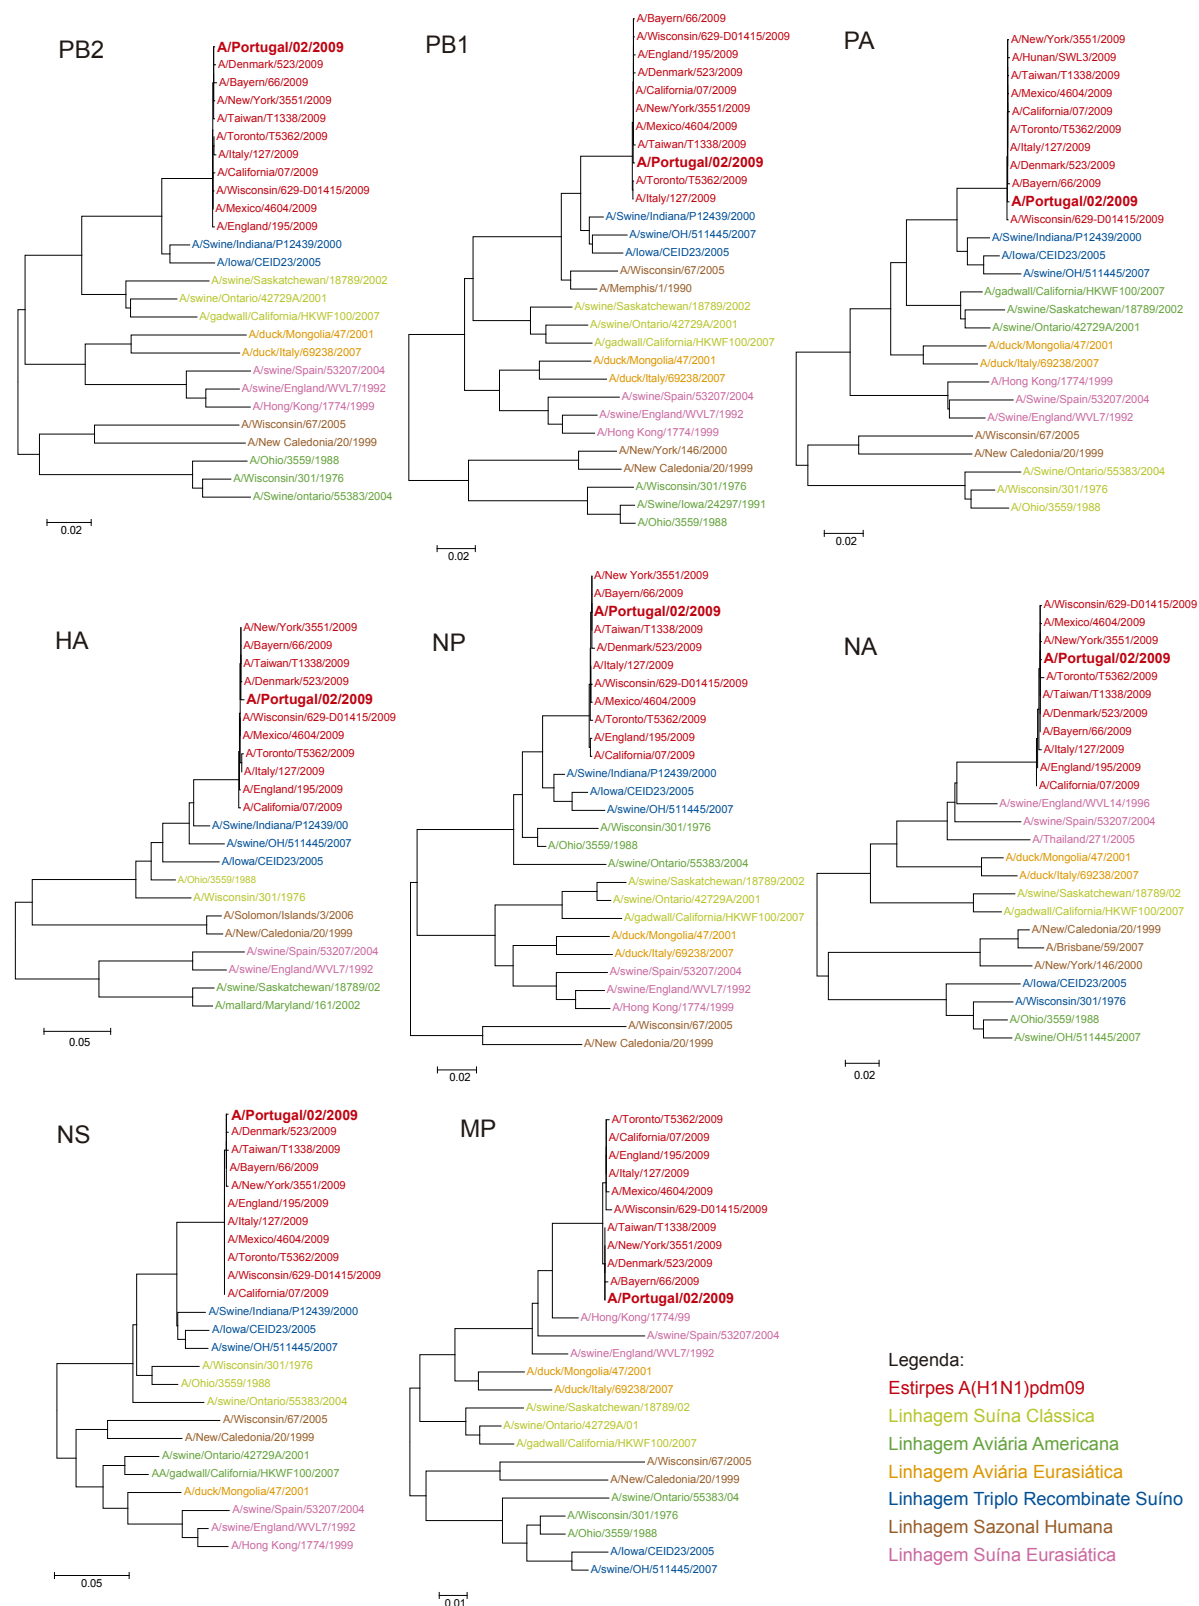 PB2
A/Portugal/02/2009
A/Denmark/523/2009
A/Bayern/66/2009
A/New/York/3551/2009
A/Taiwan/T1338/2009
A/Toronto/T5362/2009
A/Italy/127/2009
A/California/07/2009
A/Wisconsin/629-D01415/2009
A/Mexico/4604/2009
A/England/195/2009
A/Swine/Indiana/P12439/2000
A/Iowa/CEID23/2005
A/swine/Saskatchewan/18789/2002
A/swine/Ontario/42729A/2001
A/gadwall/California/HKWF100/2007
A/duck/Mongolia/47/2001
A/duck/Italy/69238/2007
A/swine/Spain/53207/2004
A/swine/England/WVL7/1992
A/Hong/Kong/1774/1999
A/Wisconsin/67/2005
A/New Caledonia/20/1999
A/Ohio/3559/1988
A/Wisconsin/301/1976
A/Swine/ontario/55383/2004
0.02
PB1
A/Bayern/66/2009
A/Wisconsin/629-D01415/2009
A/England/195/2009
A/Denmark/523/2009
A/California/07/2009
A/New/York/3551/2009
A/Mexico/4604/2009
A/Taiwan/T1338/2009
A/Portugal/02/2009
A/Toronto/T5362/2009
A/Italy/127/2009
A/Swine/Indiana/P12439/2000
A/swine/OH/511445/2007
A/Iowa/CEID23/2005
A/Wisconsin/67/2005
A/Memphis/1/1990
A/swine/Saskatchewan/18789/2002
A/swine/Ontario/42729A/2001
A/gadwall/California/HKWF100/2007
A/duck/Mongolia/47/2001
A/duck/Italy/69238/2007
A/swine/Spain/53207/2004
A/swine/England/WVL7/1992
A/Hong Kong/1774/1999
A/New/York/146/2000
A/New Caledonia/20/1999
A/Wisconsin/301/1976
A/Swine/Iowa/24297/1991
A/Ohio/3559/1988
0.02
PA
A/New/York/3551/2009
A/Hunan/SWL3/2009
A/Taiwan/T1338/2009
A/Mexico/4604/2009
A/California/07/2009
A/Toronto/T5362/2009
A/Italy/127/2009
A/Denmark/523/2009
A/Bayern/66/2009
A/Portugal/02/2009
A/Wisconsin/629-D01415/2009
A/Swine/Indiana/P12439/2000
A/Iowa/CEID23/2005
A/swine/OH/511445/2007
A/gadwall/California/HKWF100/2007
A/swine/Saskatchewan/18789/2002
A/swine/Ontario/42729A/2001
A/duck/Mongolia/47/2001
A/duck/Italy/69238/2007
A/Hong Kong/1774/1999
A/Swine/Spain/53207/2004
A/Swine/England/WVL7/1992
A/Wisconsin/67/2005
A/New Caledonia/20/1999
A/Swine/Ontario/55383/2004
A/Wisconsin/301/1976
A/Ohio/3559/1988
0.02
HA
A/New/York/3551/2009
A/Bayern/66/2009
A/Taiwan/T1338/2009
A/Denmark/523/2009
A/Portugal/02/2009
A/Wisconsin/629-D01415/2009
A/Mexico/4604/2009
A/Toronto/T5362/2009
A/Italy/127/2009
A/England/195/2009
A/California/07/2009
A/Swine/Indiana/P12439/00
A/swine/OH/511445/2007
A/Iowa/CEID23/2005
A/Ohio/3559/1988
A/Wisconsin/301/1976
A/Solomon/Islands/3/2006
A/New/Caledonia/20/1999
A/swine/Spain/53207/2004
A/swine/England/WVL7/1992
A/swine/Saskatchewan/18789/02
A/mallard/Maryland/161/2002
0.05
NP
A/New York/3551/2009
A/Bayern/66/2009
A/Portugal/02/2009
A/Taiwan/T1338/2009
A/Denmark/523/2009
A/Italy/127/2009
A/Wisconsin/629-D01415/2009
A/Mexico/4604/2009
A/Toronto/T5362/2009
A/England/195/2009
A/California/07/2009
A/Swine/Indiana/P12439/2000
A/Iowa/CEID23/2005
A/swine/OH/511445/2007
A/Wisconsin/301/1976
A/Ohio/3559/1988
A/swine/Ontario/55383/2004
A/swine/Saskatchewan/18789/2002
A/swine/Ontario/42729A/2001
A/gadwall/California/HKWF100/2007
A/duck/Mongolia/47/2001
A/duck/Italy/69238/2007
A/swine/Spain/53207/2004
A/swine/England/WVL7/1992
A/Hong Kong/1774/1999
A/Wisconsin/67/2005
A/New Caledonia/20/1999
0.02
NA
A/Wisconsin/629-D01415/2009
A/Mexico/4604/2009
A/New/York/3551/2009
A/Portugal/02/2009
A/Toronto/T5362/2009
A/Taiwan/T1338/2009
A/Denmark/523/2009
A/Bayern/66/2009
A/Italy/127/2009
A/England/195/2009
A/California/07/2009
A/swine/England/WVL14/1996
A/swine/Spain/53207/2004
A/Thailand/271/2005
A/duck/Mongolia/47/2001
A/duck/Italy/69238/2007
A/swine/Saskatchewan/18789/02
A/gadwall/California/HKWF100/2007
A/New/Caledonia/20/1999
A/Brisbane/59/2007
A/New/York/146/2000
A/Iowa/CEID23/2005
A/Wisconsin/301/1976
A/Ohio/3559/1988
A/swine/OH/511445/2007
0.02
NS
A/Portugal/02/2009
A/Denmark/523/2009
A/Taiwan/T1338/2009
A/Bayern/66/2009
A/New/York/3551/2009
A/England/195/2009
A/Italy/127/2009
A/Mexico/4604/2009
A/Toronto/T5362/2009
A/Wisconsin/629-D01415/2009
A/California/07/2009
A/Swine/Indiana/P12439/2000
A/Iowa/CEID23/2005
A/swine/OH/511445/2007
A/Wisconsin/301/1976
A/Ohio/3559/1988
A/swine/Ontario/55383/2004
A/Wisconsin/67/2005
A/New/Caledonia/20/1999
A/swine/Ontario/42729A/2001
AA/gadwall/California/HKWF100/2007
A/duck/Mongolia/47/2001
A/swine/Spain/53207/2004
A/swine/England/WVL7/1992
A/Hong Kong/1774/1999
0.05
MP
A/Toronto/T5362/2009
A/California/07/2009
A/England/195/2009
A/Italy/127/2009
A/Mexico/4604/2009
A/Wisconsin/629-D01415/2009
A/Taiwan/T1338/2009
A/New/York/3551/2009
A/Denmark/523/2009
A/Bayern/66/2009
A/Portugal/02/2009
A/Hong/Kong/1774/99
A/swine/Spain/53207/2004
A/swine/England/WVL7/1992
A/duck/Mongolia/47/2001
A/duck/Italy/69238/2007
A/swine/Saskatchewan/18789/02
A/swine/Ontario/42729A/01
A/gadwall/California/HKWF100/2007
A/Wisconsin/67/2005
A/New/Caledonia/20/1999
A/swine/Ontario/55383/04
A/Wisconsin/301/1976
A/Ohio/3559/1988
A/Iowa/CEID23/2005
A/swine/OH/511445/2007
0.01
Legenda:
Estirpes A(H1N1)pdm09
Linhagem Suína Clássica
Linhagem Aviária Americana
Linhagem Aviária Eurasiática
Linhagem Triplo Recombinate Suíno
Linhagem Sazonal Humana
Linhagem Suína Eurasiática